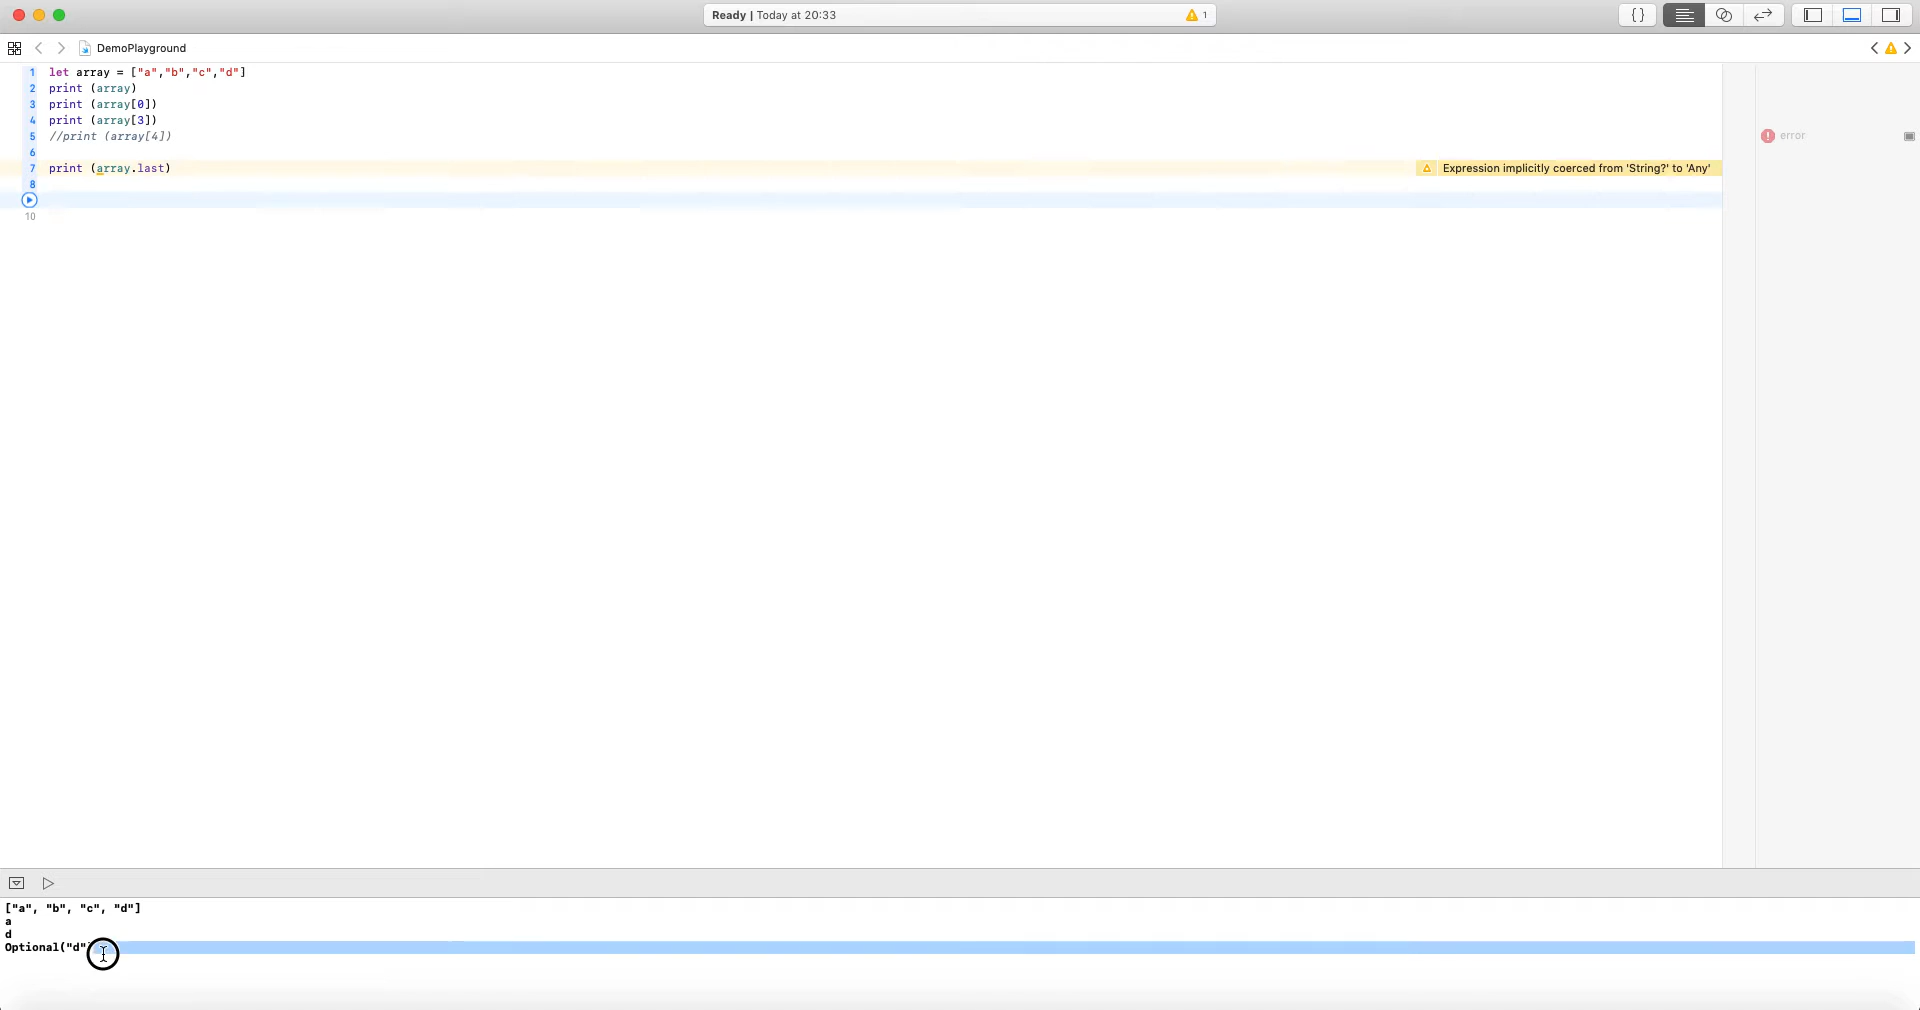 Ready | Today at 20:33
1
{ }
DemoPlayground
1 let array = ["a","b","c","d"]
2 print (array)
3 print (array[0])
4 print (array[3])
5 //print (array[4])
error
6
7 print (array.last)
Expression implicitly coerced from 'String?' to 'Any'
8
10
["a", "b", "c", "d"]
a
d
Optional("d"